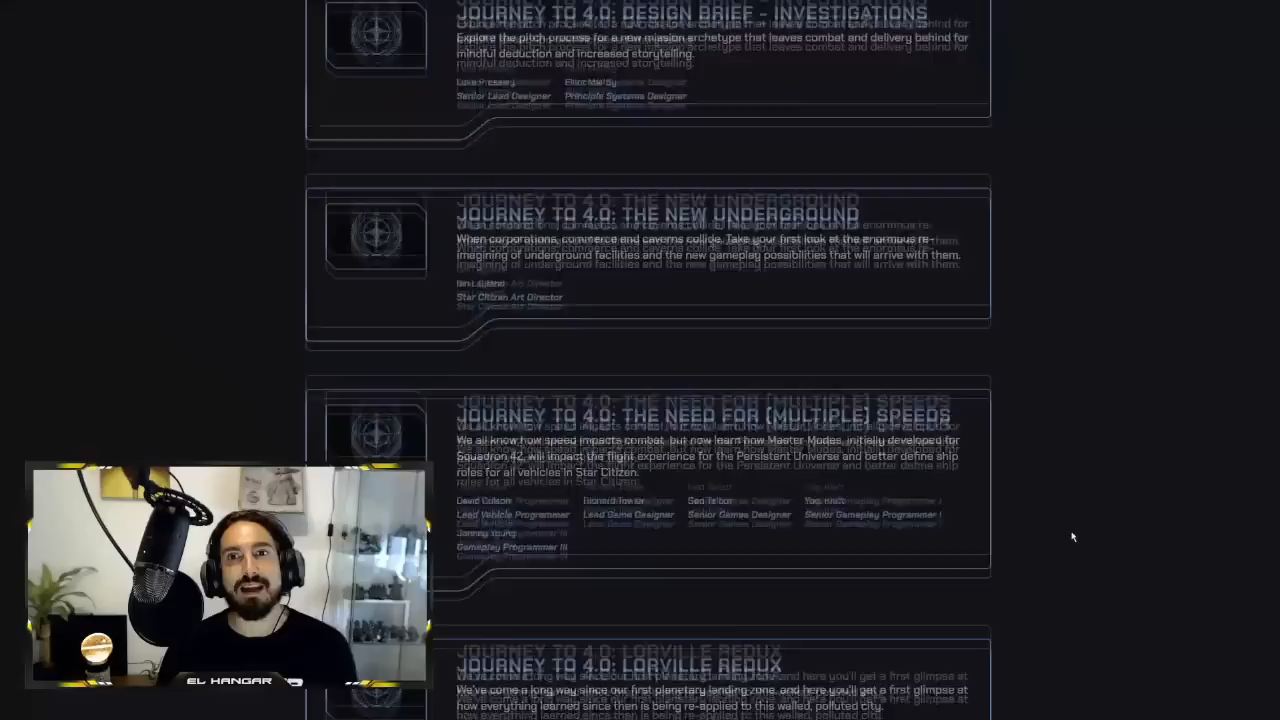 JOURNEY TO 4.0: DESIGN BRIEF - INVESTIGATIONS
Explore the pitch process for a new mission archetype that leaves combat and delivery behind for
mindful deduction and increased storytelling.
Senior Lead Designer Principle Systems Designer
JOURNEY TO 4.0: THE NEW UNDERGROUND
When corporations, commerce and caverns collide. Take your first look at the enormous re-
imagining of underground facilities and the new gameplay possibilities that will arrive with them.
Star Citizen Art Director
JOURNEY TO 4.0: THE NEED FOR (MULTIPLE) SPEEDS
We all know how speed impacts combat, but now learn how Master Modes, initially developed for
Squadron 42, will impact the flight experience for the Persistent Universe and better define ship
roles for all vehicles in Star Citizen.
David Colson
Lead Vehicle Programmer Lead Game Designer Senior Games Designer Senior Gameplay Programmer I
Gameplay Programmer III
JOURNEY TO 4.0: LORVILLE REDUX
We've come a long way since our first planetary landing zone, and here you'll get a first glimpse at
how everything learned since then is being re-applied to this walled, polluted city.
EL HANGAR